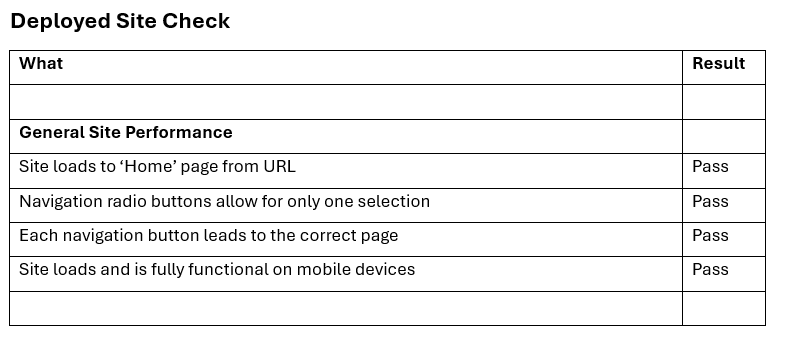 Deployed Site Check
What Result
General Site Performance
Site loads to ‘Home’ page from URL Pass
Navigation radio buttons allow for only one selection Pass
Each navigation button leads to the correct page Pass
Site loads and is fully functional on mobile devices Pass